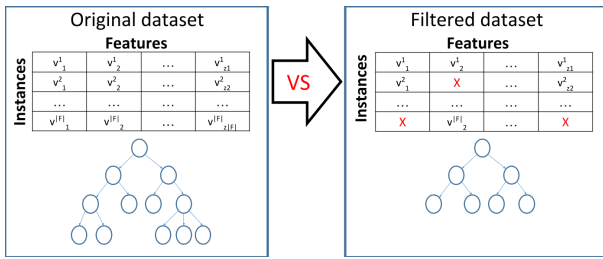 Original dataset
Features
Instances
v¹₁ v¹₂ ... v¹z1
v²₁ v²₂ ... v²z2
... ... ... ...
v|F|₁ v|F|₂ ... v|F|z|F|
VS
Filtered dataset
Features
Instances
v¹₁ v¹₂ ... v¹z1
v²₁ X ... v²z2
... ... ... ...
X v|F|₂ ... X